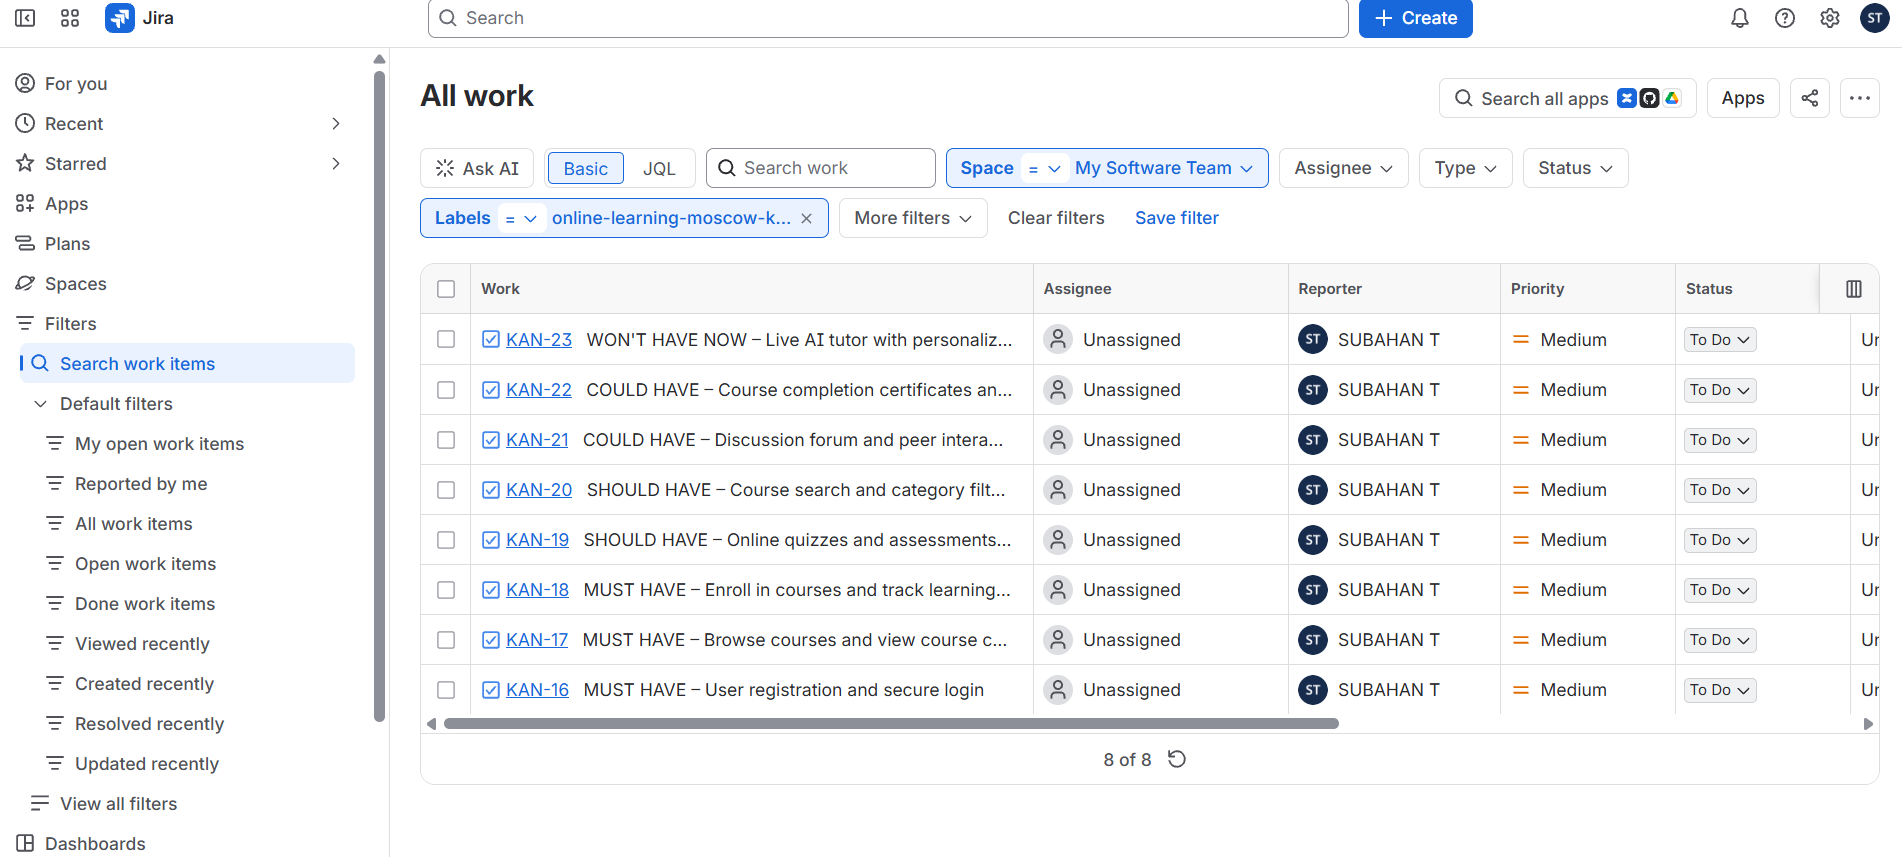 Jira
Search
Create
ST
For you
Recent
Starred
Apps
Plans
Spaces
Filters
Search work items
Default filters
My open work items
Reported by me
All work items
Open work items
Done work items
Viewed recently
Created recently
Resolved recently
Updated recently
View all filters
Dashboards
All work
Search all apps
Apps
Ask AI Basic JQL Search work Space = My Software Team Assignee Type Status
Labels = online-learning-moscow-k... More filters Clear filters Save filter
Work Assignee Reporter Priority Status
KAN-23 WON'T HAVE NOW – Live AI tutor with personaliz... Unassigned ST SUBAHAN T Medium To Do Ur
KAN-22 COULD HAVE – Course completion certificates an... Unassigned ST SUBAHAN T Medium To Do Ur
KAN-21 COULD HAVE – Discussion forum and peer intera... Unassigned ST SUBAHAN T Medium To Do Ur
KAN-20 SHOULD HAVE – Course search and category filt... Unassigned ST SUBAHAN T Medium To Do Ur
KAN-19 SHOULD HAVE – Online quizzes and assessments... Unassigned ST SUBAHAN T Medium To Do Ur
KAN-18 MUST HAVE – Enroll in courses and track learning... Unassigned ST SUBAHAN T Medium To Do Ur
KAN-17 MUST HAVE – Browse courses and view course c... Unassigned ST SUBAHAN T Medium To Do Ur
KAN-16 MUST HAVE – User registration and secure login Unassigned ST SUBAHAN T Medium To Do Ur
8 of 8